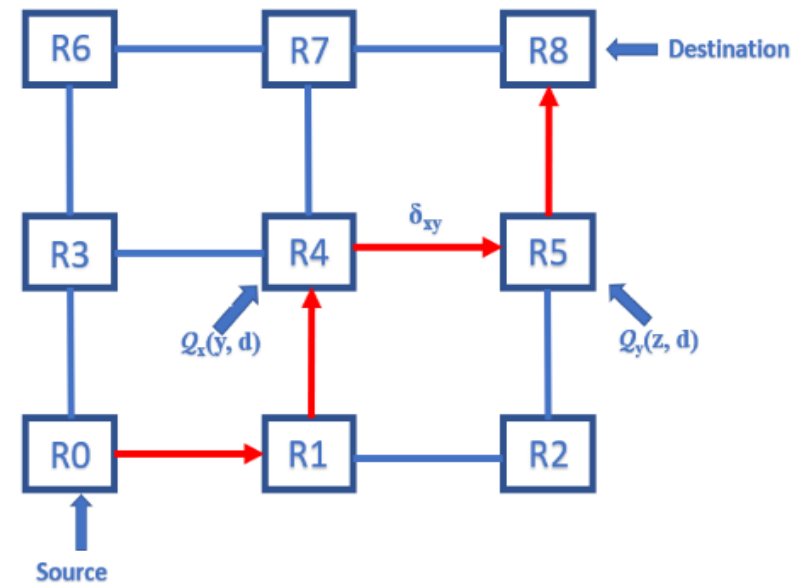 R6 R7 R8 Destination
δxy
R3 R4 R5
Qx(y, d) Qy(z, d)
R0 R1 R2
Source